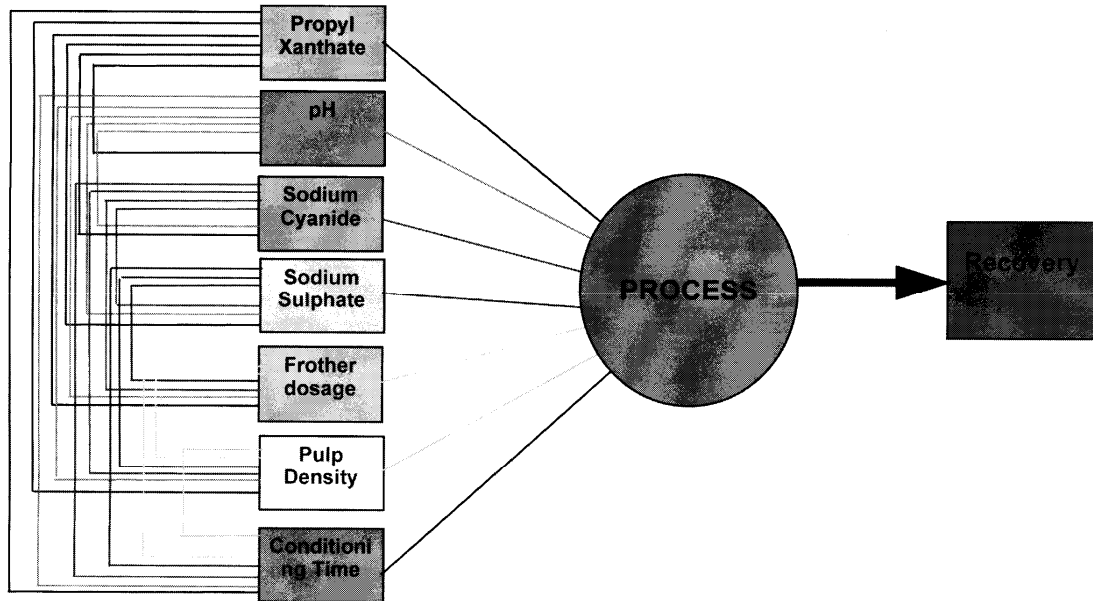 Propyl
Xanthate
pH
Sodium
Cyanide
Sodium
Sulphate
Frother
dosage
Pulp
Density
Conditioni
ng Time
PROCESS
Recovery